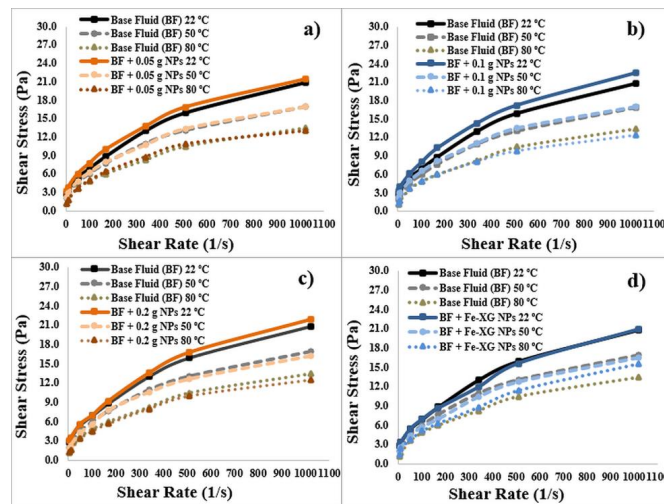 a)
30.0
27.0
24.0
21.0
18.0
15.0
12.0
9.0
6.0
3.0
0.0
Shear Stress (Pa)
Base Fluid (BF) 22 °C
Base Fluid (BF) 50 °C
Base Fluid (BF) 80 °C
BF + 0.05 g NPs 22 °C
BF + 0.05 g NPs 50 °C
BF + 0.05 g NPs 80 °C
0 100 200 300 400 500 600 700 800 900 1000 1100
Shear Rate (1/s)
b)
30.0
27.0
24.0
21.0
18.0
15.0
12.0
9.0
6.0
3.0
0.0
Shear Stress (Pa)
Base Fluid (BF) 22 °C
Base Fluid (BF) 50 °C
Base Fluid (BF) 80 °C
BF + 0.1 g NPs 22 °C
BF + 0.1 g NPs 50 °C
BF + 0.1 g NPs 80 °C
0 100 200 300 400 500 600 700 800 900 1000 1100
Shear Rate (1/s)
c)
30.0
27.0
24.0
21.0
18.0
15.0
12.0
9.0
6.0
3.0
0.0
Shear Stress (Pa)
Base Fluid (BF) 22 °C
Base Fluid (BF) 50 °C
Base Fluid (BF) 80 °C
BF + 0.2 g NPs 22 °C
BF + 0.2 g NPs 50 °C
BF + 0.2 g NPs 80 °C
0 100 200 300 400 500 600 700 800 900 1000 1100
Shear Rate (1/s)
d)
30.0
27.0
24.0
21.0
18.0
15.0
12.0
9.0
6.0
3.0
0.0
Shear Stress (Pa)
Base Fluid (BF) 22 °C
Base Fluid (BF) 50 °C
Base Fluid (BF) 80 °C
BF + Fe-XG NPs 22 °C
BF + Fe-XG NPs 50 °C
BF + Fe-XG NPs 80 °C
0 100 200 300 400 500 600 700 800 900 1000 1100
Shear Rate (1/s)